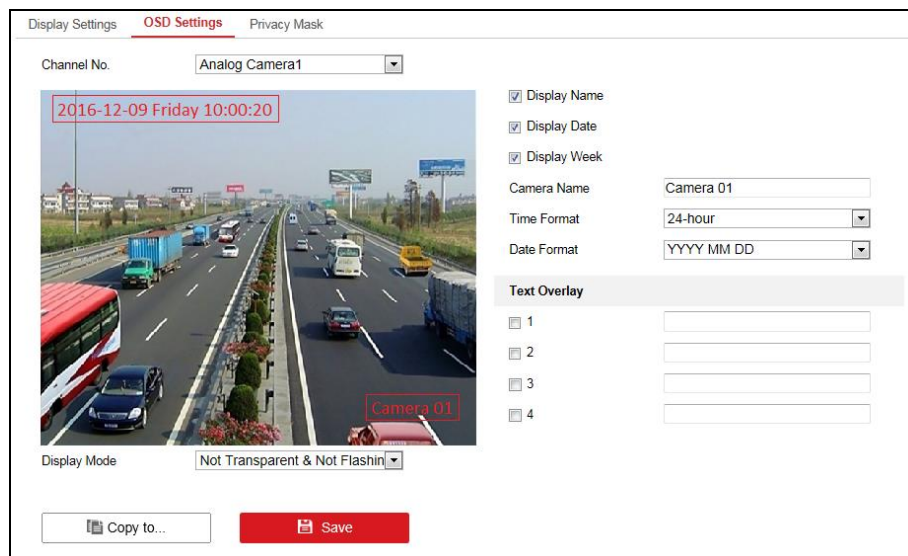 Display Settings OSD Settings Privacy Mask
Channel No. Analog Camera1
2016-12-09 Friday 10:00:20
Camera 01
Display Mode Not Transparent & Not Flashin
Copy to... Save
Display Name
Display Date
Display Week
Camera Name Camera 01
Time Format 24-hour
Date Format YYYY MM DD
Text Overlay
1
2
3
4